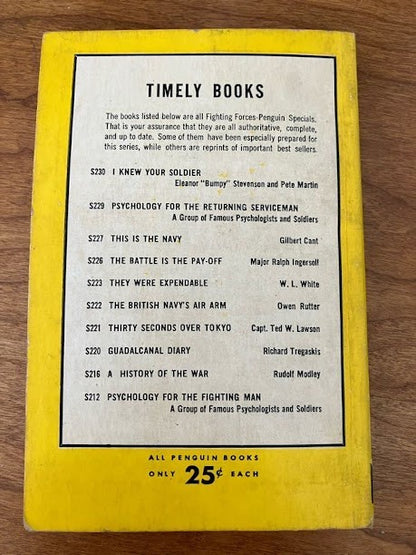 TIMELY BOOKS
The books listed below are all Fighting Forces-Penguin Specials.
That is your assurance that they are all authoritative, complete,
and up to date. Some of them have been especially prepared for
this series, while others are reprints of important best sellers.
S230 I KNEW YOUR SOLDIER
Eleanor "Bumpy" Stevenson and Pete Martin
S229 PSYCHOLOGY FOR THE RETURNING SERVICEMAN
A Group of Famous Psychologists and Soldiers
S227 THIS IS THE NAVY Gilbert Cant
S226 THE BATTLE IS THE PAY-OFF Major Ralph Ingersoll
S223 THEY WERE EXPENDABLE W. L. White
S222 THE BRITISH NAVY'S AIR ARM Owen Rutter
S221 THIRTY SECONDS OVER TOKYO Capt. Ted W. Lawson
S220 GUADALCANAL DIARY Richard Tregaskis
S216 A HISTORY OF THE WAR Rudolf Modley
S212 PSYCHOLOGY FOR THE FIGHTING MAN
A Group of Famous Psychologists and Soldiers
ALL PENGUIN BOOKS
ONLY 25¢ EACH